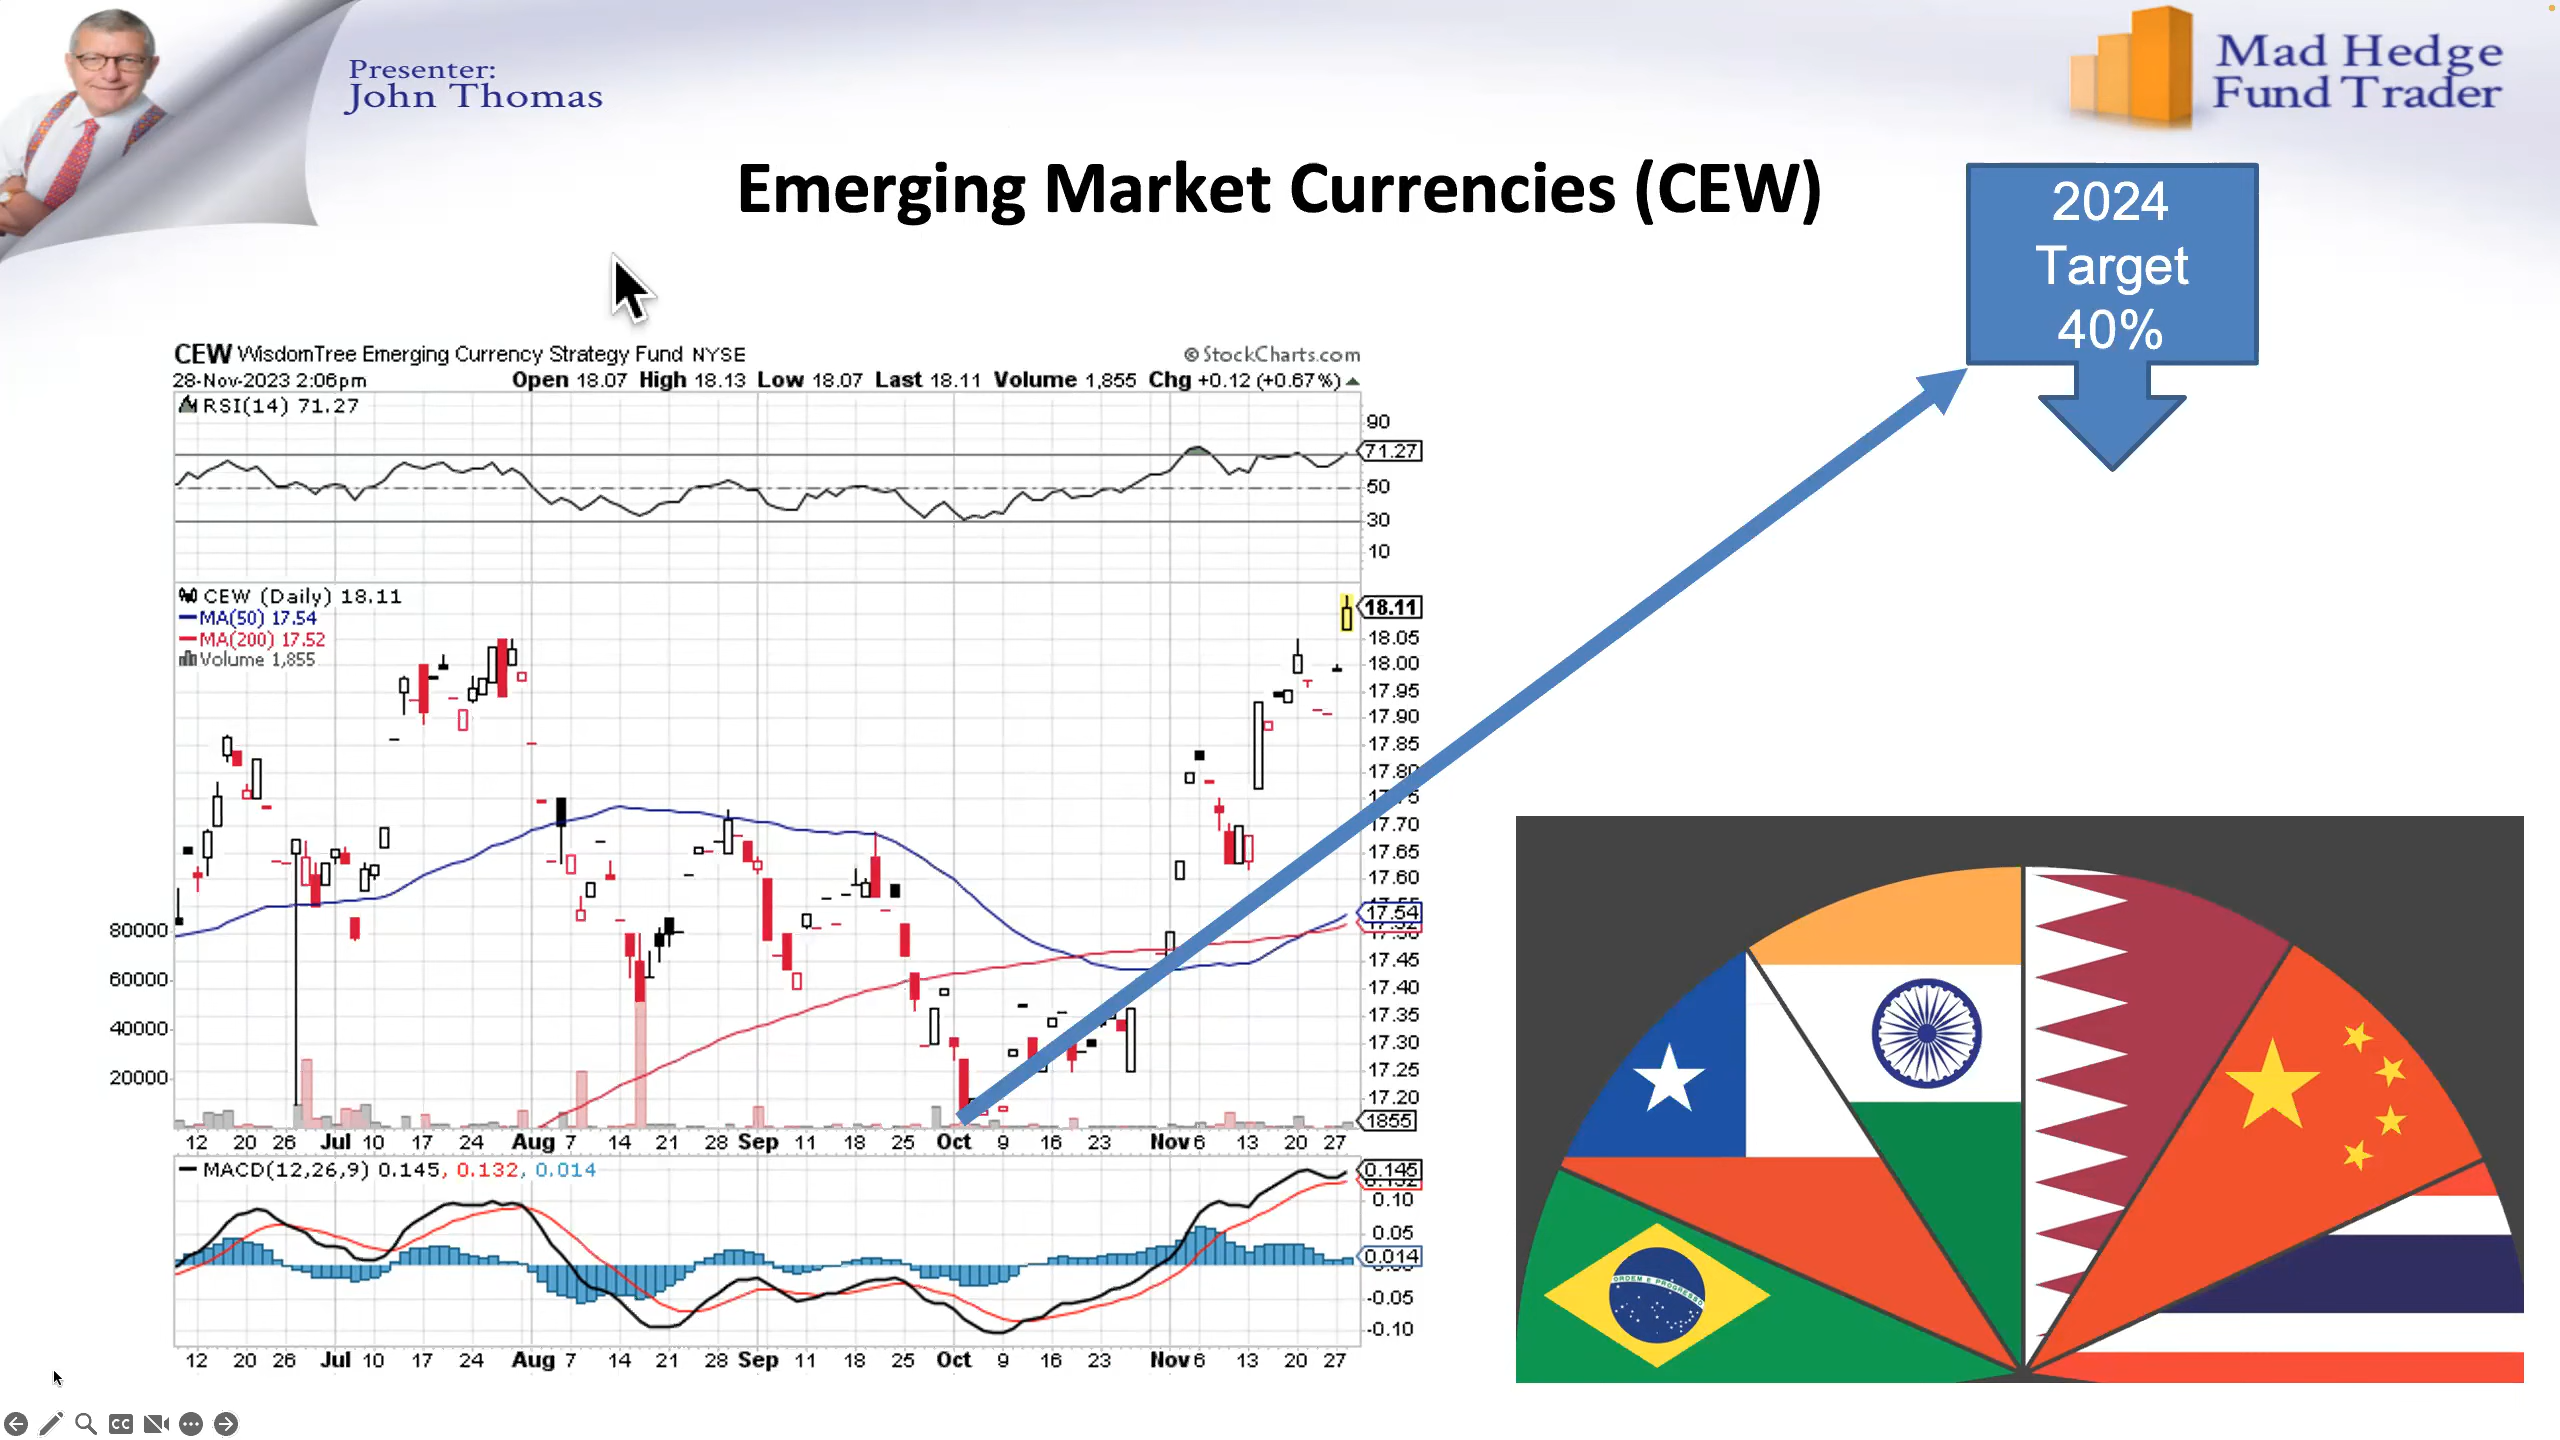 Presenter:
John Thomas
Mad Hedge
Fund Trader
Emerging Market Currencies (CEW)
2024
Target
40%
CEW WisdomTree Emerging Currency Strategy Fund NYSE
© StockCharts.com
28-Nov-2023 2:06pm
Open 18.07 High 18.13 Low 18.07 Last 18.11 Volume 1,855 Chg +0.12 (+0.67%)
RSI(14) 71.27
90
71.27
50
30
10
CEW (Daily) 18.11
MA(50) 17.54
MA(200) 17.52
Volume 1,855
18.11
18.05
18.00
17.95
17.90
17.85
17.80
17.70
17.65
17.60
17.54
17.45
17.40
17.35
17.30
17.25
17.20
1855
80000
60000
40000
20000
12 20 26 Jul 10 17 24 Aug 7 14 21 28 Sep 11 18 25 Oct 9 16 23 Nov 6 13 20 27
MACD(12,26,9) 0.145, 0.132, 0.014
0.145
0.10
0.05
0.014
-0.05
-0.10
12 20 26 Jul 10 17 24 Aug 7 14 21 28 Sep 11 18 25 Oct 9 16 23 Nov 6 13 20 27
ORDEM E PROGRESSO
CC